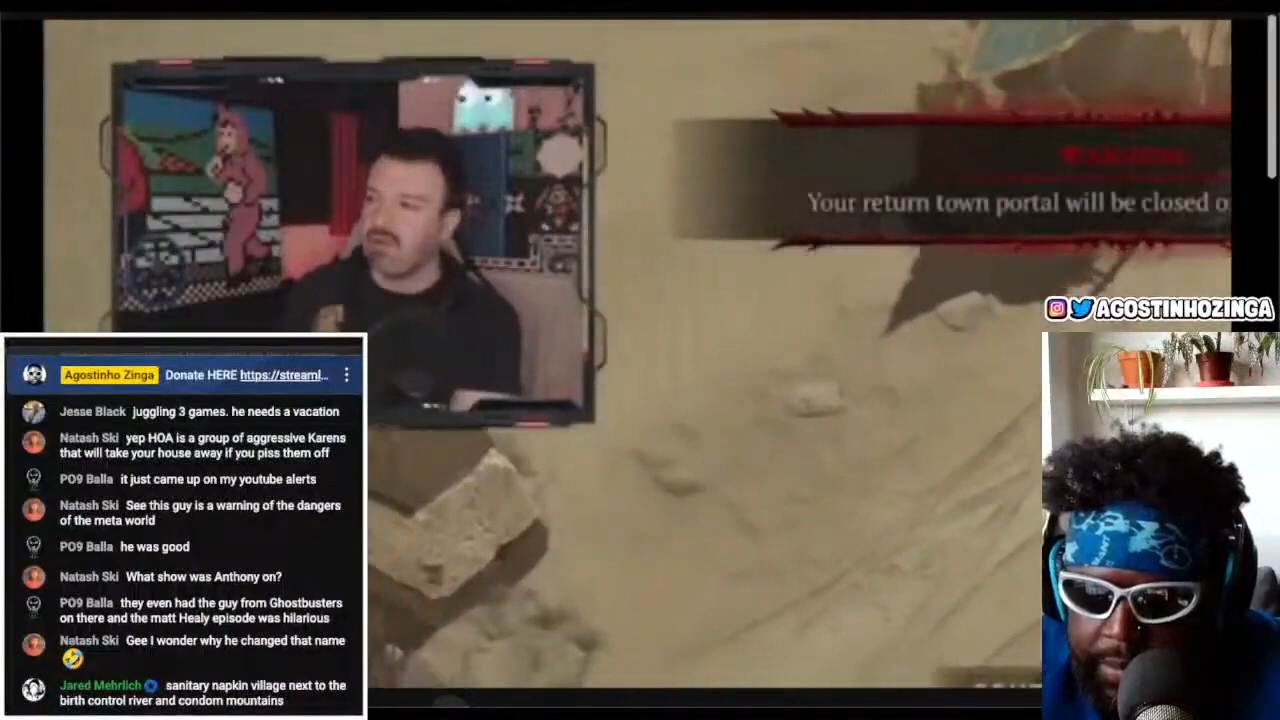 Your return town portal will be closed o
AGOSTINHOZINGA
Agostinho Zinga Donate HERE https://streaml...
Jesse Black juggling 3 games. he needs a vacation
Natash Ski yep HOA is a group of aggressive Karens
that will take your house away if you piss them off
PO9 Balla it just came up on my youtube alerts
Natash Ski See this guy is a warning of the dangers
of the meta world
PO9 Balla he was good
Natash Ski What show was Anthony on?
PO9 Balla they even had the guy from Ghostbusters
on there and the matt Healy episode was hilarious
Natash Ski Gee I wonder why he changed that name
🤣
Jared Mehrlich sanitary napkin village next to the
birth control river and condom mountains